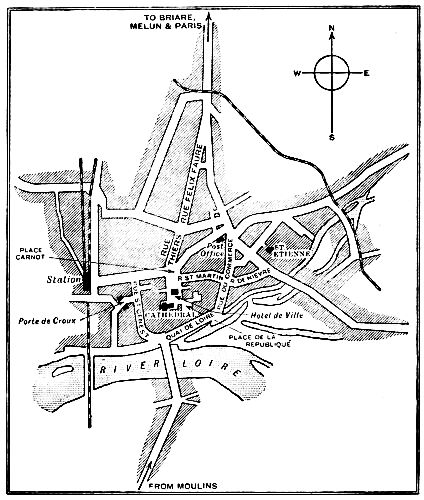 TO BRIARE,
MELUN & PARIS
N
W
E
S
RUE FELIX FAURE
RUE
THIERS
PLACE
CARNOT
Post
Office
COMMERCE
ST
ETIENNE
Station
R. ST MARTIN
R. DE NIEVRE
RUE
Porte de Croux
CATHEDRAL
QUAI DE LOIRE
Hotel de Ville
PLACE DE LA
REPUBLIQUÉ
RIVER LOIRE
FROM MOULINS